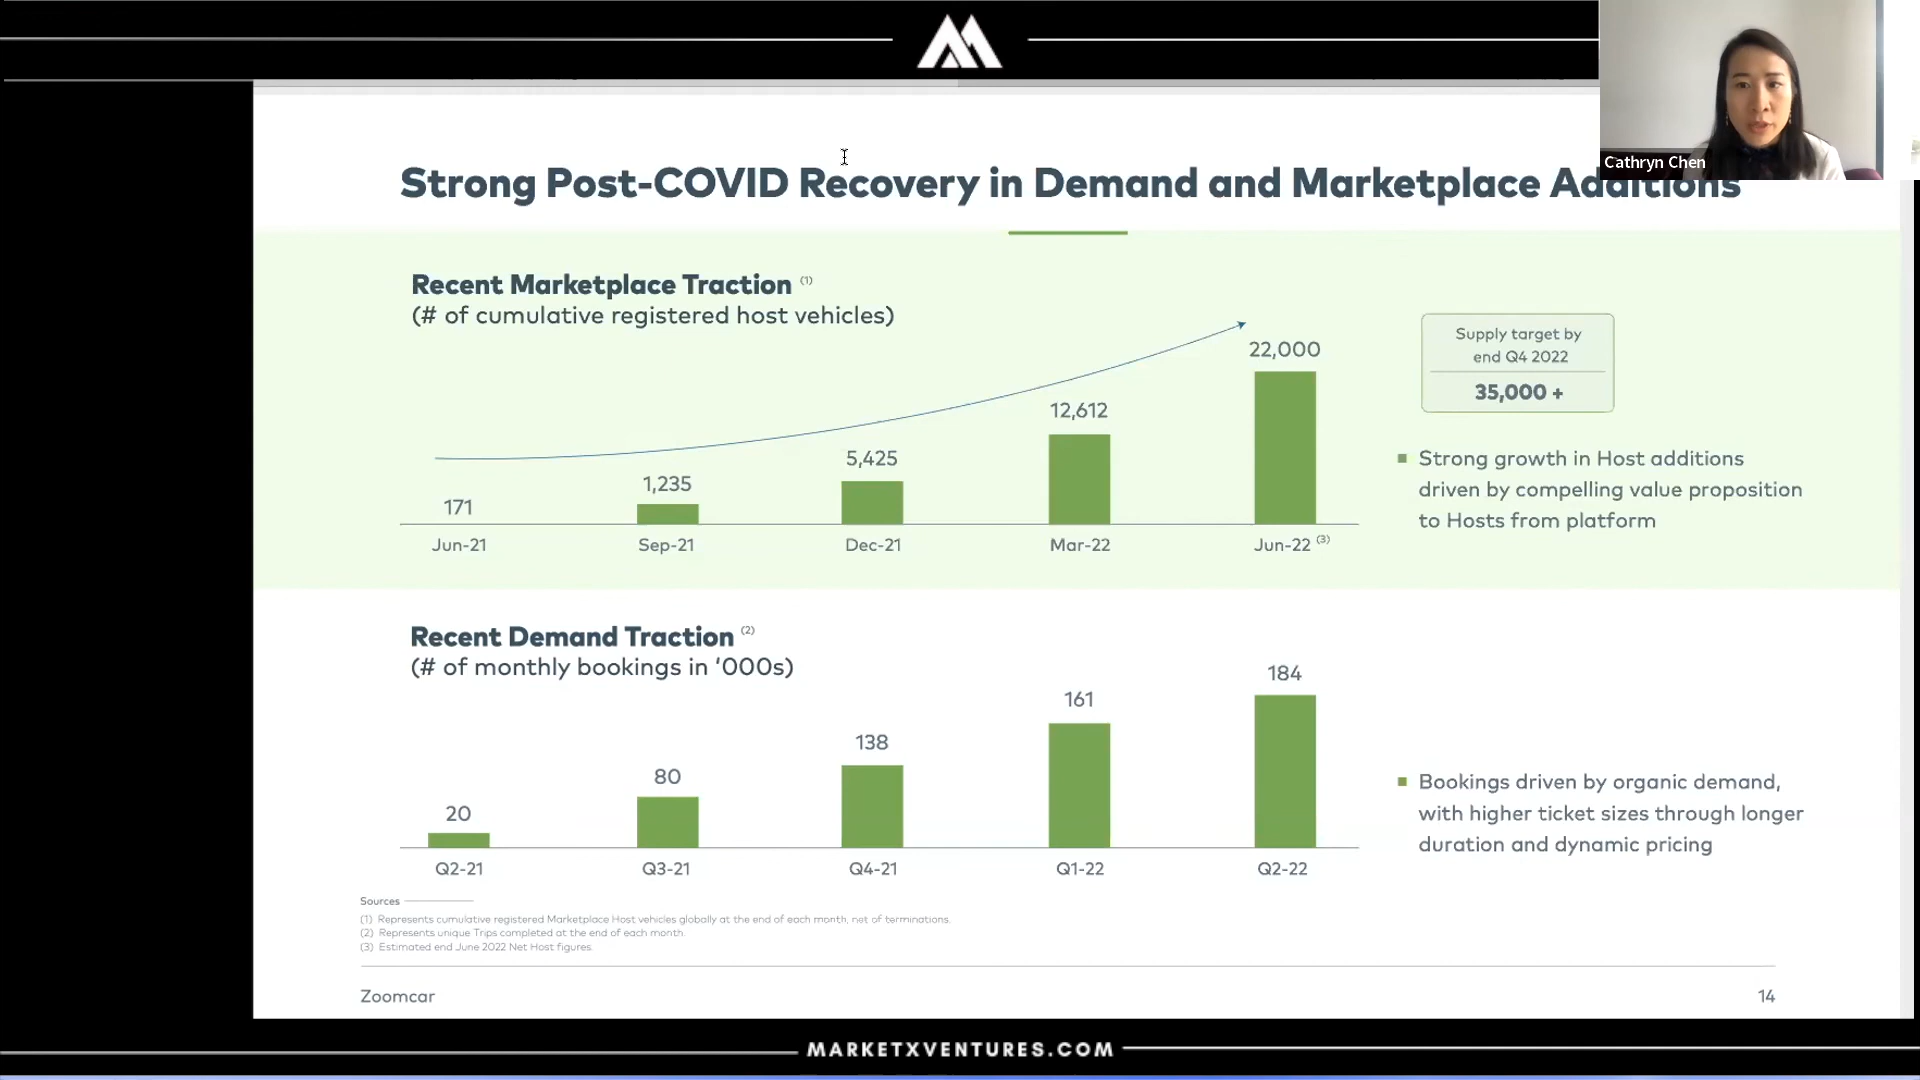 Cathryn Chen
Strong Post-COVID Recovery in Demand and Marketplace Additions
Recent Marketplace Traction (1)
(# of cumulative registered host vehicles)
171
1,235
5,425
12,612
22,000
Jun-21
Sep-21
Dec-21
Mar-22
Jun-22 (3)
Supply target by
end Q4 2022
35,000 +
Strong growth in Host additions
driven by compelling value proposition
to Hosts from platform
Recent Demand Traction (2)
(# of monthly bookings in '000s)
20
80
138
161
184
Q2-21
Q3-21
Q4-21
Q1-22
Q2-22
Bookings driven by organic demand,
with higher ticket sizes through longer
duration and dynamic pricing
Sources
(1) Represents cumulative registered Marketplace Host vehicles globally at the end of each month, net of terminations.
(2) Represents unique Trips completed at the end of each month.
(3) Estimated end June 2022 Net Host figures.
Zoomcar
14
MARKETXVENTURES.COM